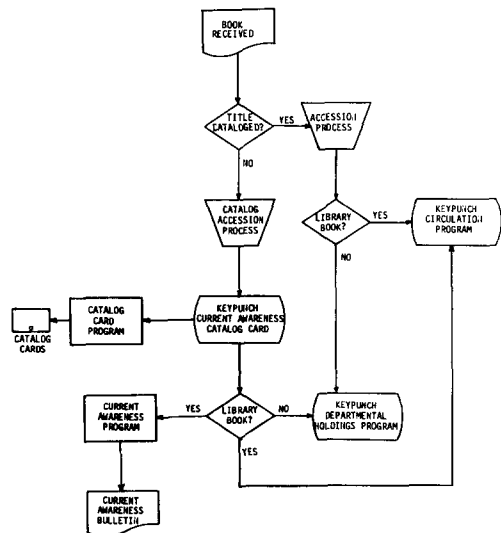 BOOK
RECEIVED
TITLE
CATALOGED?
YES
ACCESSION
PROCESS
NO
CATALOG
ACCESSION
PROCESS
LIBRARY
BOOK?
YES
KEYPUNCH
CIRCULATION
PROGRAM
NO
CATALOG
CARD
PROGRAM
CATALOG
CARDS
KEYPUNCH
CURRENT AWARENESS
CATALOG CARD
CURRENT
AWARENESS
PROGRAM
YES
LIBRARY
BOOK?
NO
YES
KEYPUNCH
DEPARTMENTAL
HOLDINGS PROGRAM
CURRENT
AWARENESS
BULLETIN